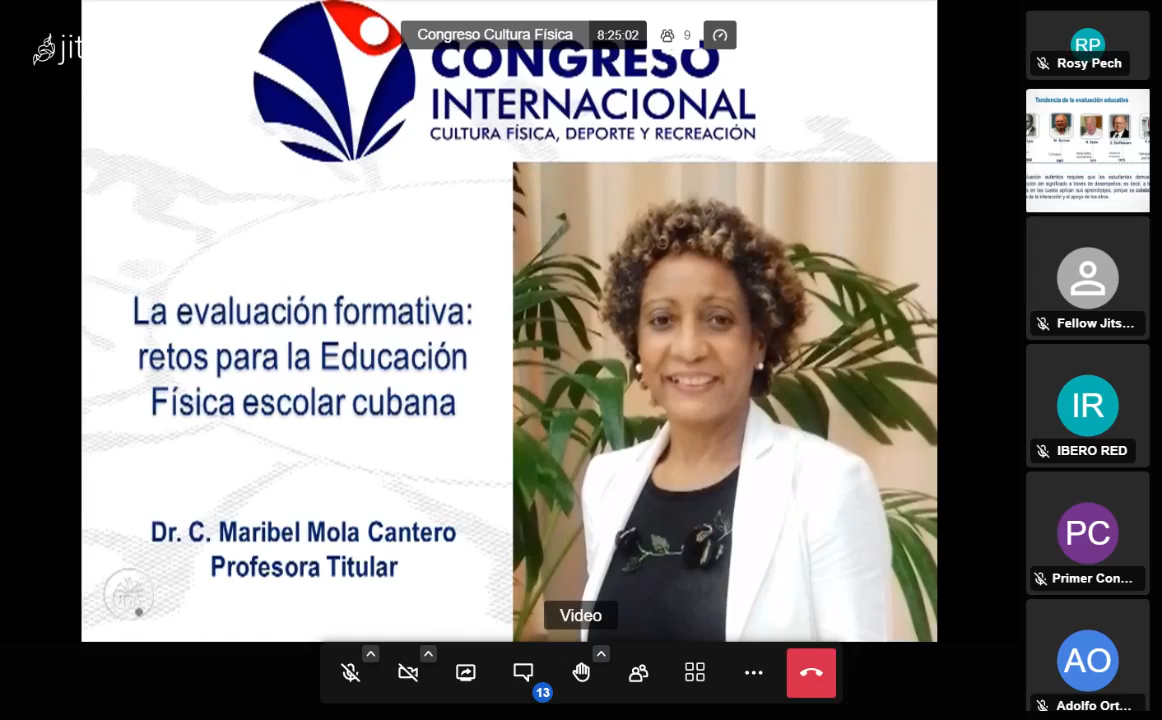 jit
Congreso Cultura Física
8:25:02
9
CONGRESO
INTERNACIONAL
CULTURA FÍSICA, DEPORTE Y RECREACIÓN
La evaluación formativa:
retos para la Educación
Física escolar cubana
Dr. C. Maribel Mola Cantero
Profesora Titular
Video
13
RP
Rosy Pech
Tendencia de la evaluación educativa
Fellow Jits...
IR
IBERO RED
PC
Primer Con...
AO
Adolfo Ort...